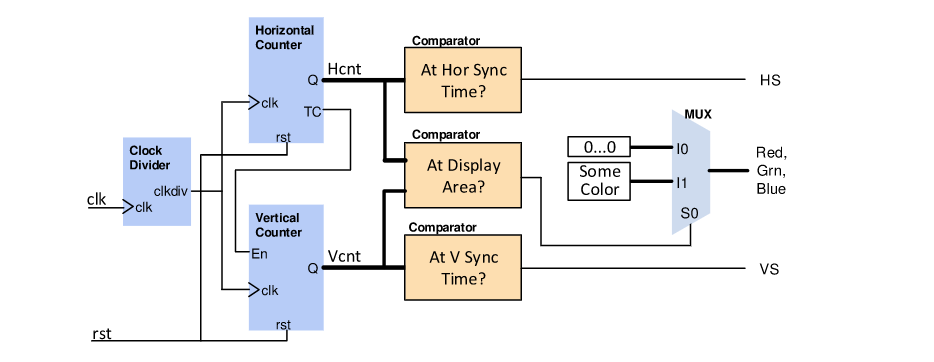 Horizontal
Counter
Q
clk
TC
rst
Hcnt
Comparator
At Hor Sync
Time?
HS
Clock
Divider
clkdiv
clk
clk
Comparator
At Display
Area?
MUX
0...0
I0
Some
Color
I1
S0
Red,
Grn,
Blue
Vertical
Counter
En
Q
clk
rst
Vcnt
Comparator
At V Sync
Time?
VS
rst